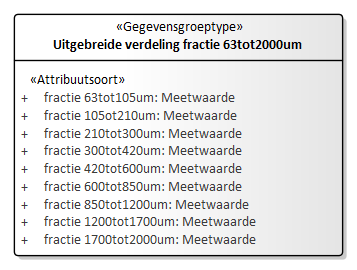 «Gegevensgroeptype»
Uitgebreide verdeling fractie 63tot2000um
«Attribuutsoort»
+ fractie 63tot105um: Meetwaarde
+ fractie 105ot210um: Meetwaarde
+ fractie 210tot300um: Meetwaarde
+ fractie 300tot420um: Meetwaarde
+ fractie 420tot600um: Meetwaarde
+ fractie 600tot850um: Meetwaarde
+ fractie 850tot1200um: Meetwaarde
+ fractie 1200tot1700um: Meetwaarde
+ fractie 1700tot2000um: Meetwaarde